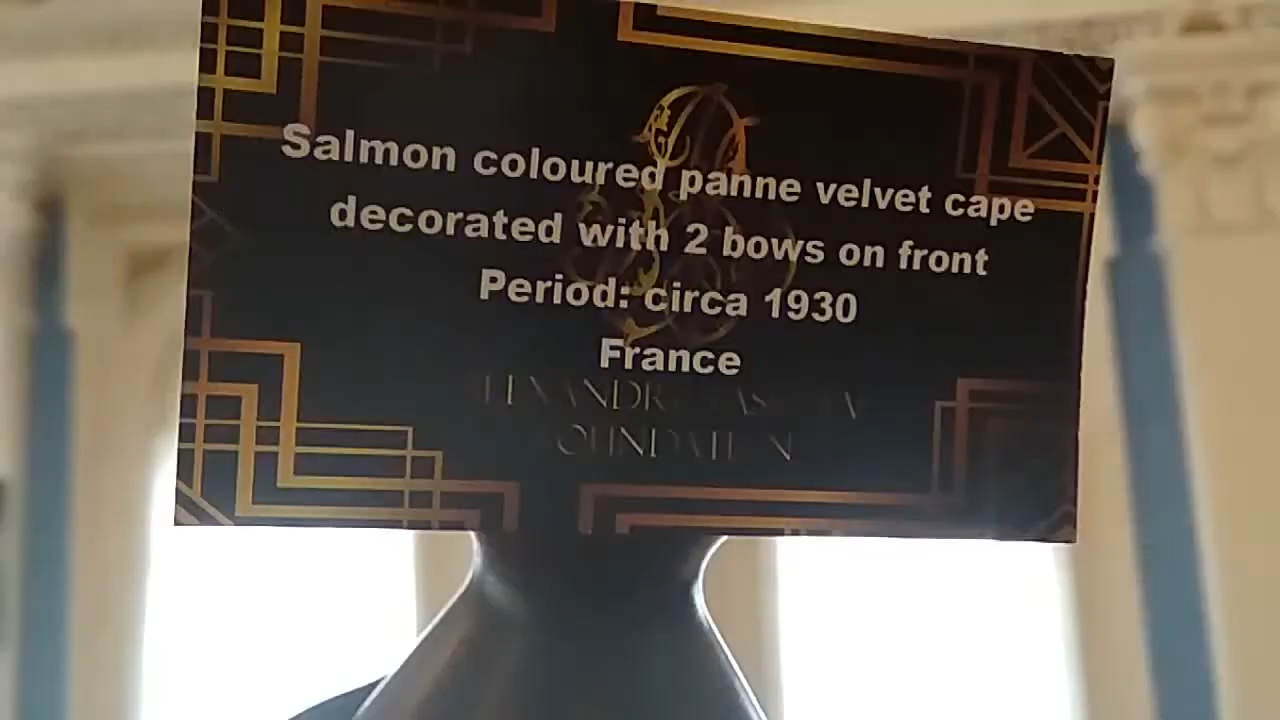 Salmon coloured panne velvet cape
decorated with 2 bows on front
Period: circa 1930
France